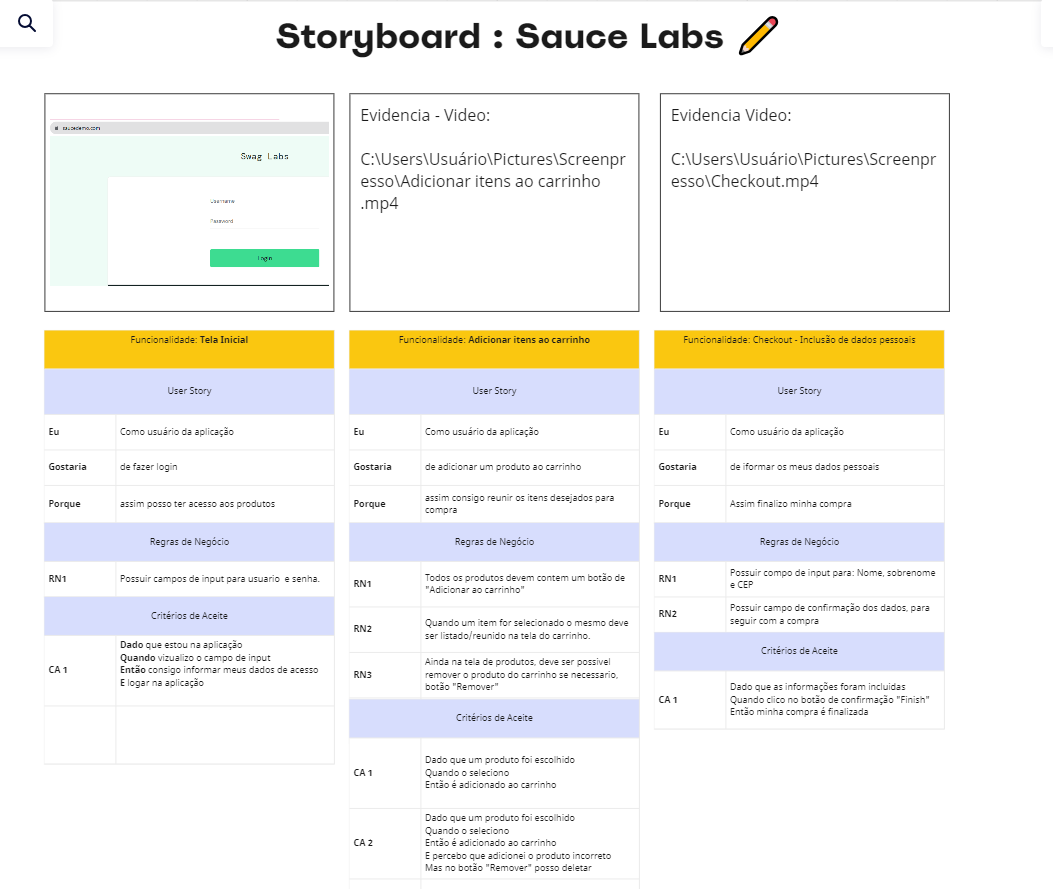 Storyboard : Sauce Labs
saucedemo.com
Swag Labs
Username
Password
Login
Evidencia - Video:
C:\Users\Usuário\Pictures\Screenpr
esso\Adicionar itens ao carrinho
.mp4
Evidencia Video:
C:\Users\Usuário\Pictures\Screenpr
esso\Checkout.mp4
Funcionalidade: Tela Inicial
User Story
Eu
Como usuário da aplicação
Gostaria
de fazer login
Porque
assim posso ter acesso aos produtos
Regras de Negócio
RN1
Possuir campos de input para usuario e senha.
Critérios de Aceite
CA 1
Dado que estou na aplicação
Quando vizualizo o campo de input
Então consigo informar meus dados de acesso
E logar na aplicação
Funcionalidade: Adicionar itens ao carrinho
User Story
Eu
Como usuário da aplicação
Gostaria
de adicionar um produto ao carrinho
Porque
assim consigo reunir os itens desejados para
compra
Regras de Negócio
RN1
Todos os produtos devem contem um botão de
"Adicionar ao carrinho"
RN2
Quando um item for selecionado o mesmo deve
ser listado/reunido na tela do carrinho.
RN3
Ainda na tela de produtos, deve ser possivel
remover o produto do carrinho se necessario,
botão "Remover"
Critérios de Aceite
CA 1
Dado que um produto foi escolhido
Quando o seleciono
Então é adicionado ao carrinho
CA 2
Dado que um produto foi escolhido
Quando o seleciono
Então é adicionado ao carrinho
E percebo que adicionei o produto incorreto
Mas no botão "Remover" posso deletar
Funcionalidade: Checkout - Inclusão de dados pessoais
User Story
Eu
Como usuário da aplicação
Gostaria
de iformar os meus dados pessoais
Porque
Assim finalizo minha compra
Regras de Negócio
RN1
Possuir compo de input para: Nome, sobrenome
e CEP
RN2
Possuir campo de confirmação dos dados, para
seguir com a compra
Critérios de Aceite
CA 1
Dado que as informações foram incluidas
Quando clico no botão de confirmação "Finish"
Então minha compra é finalizada